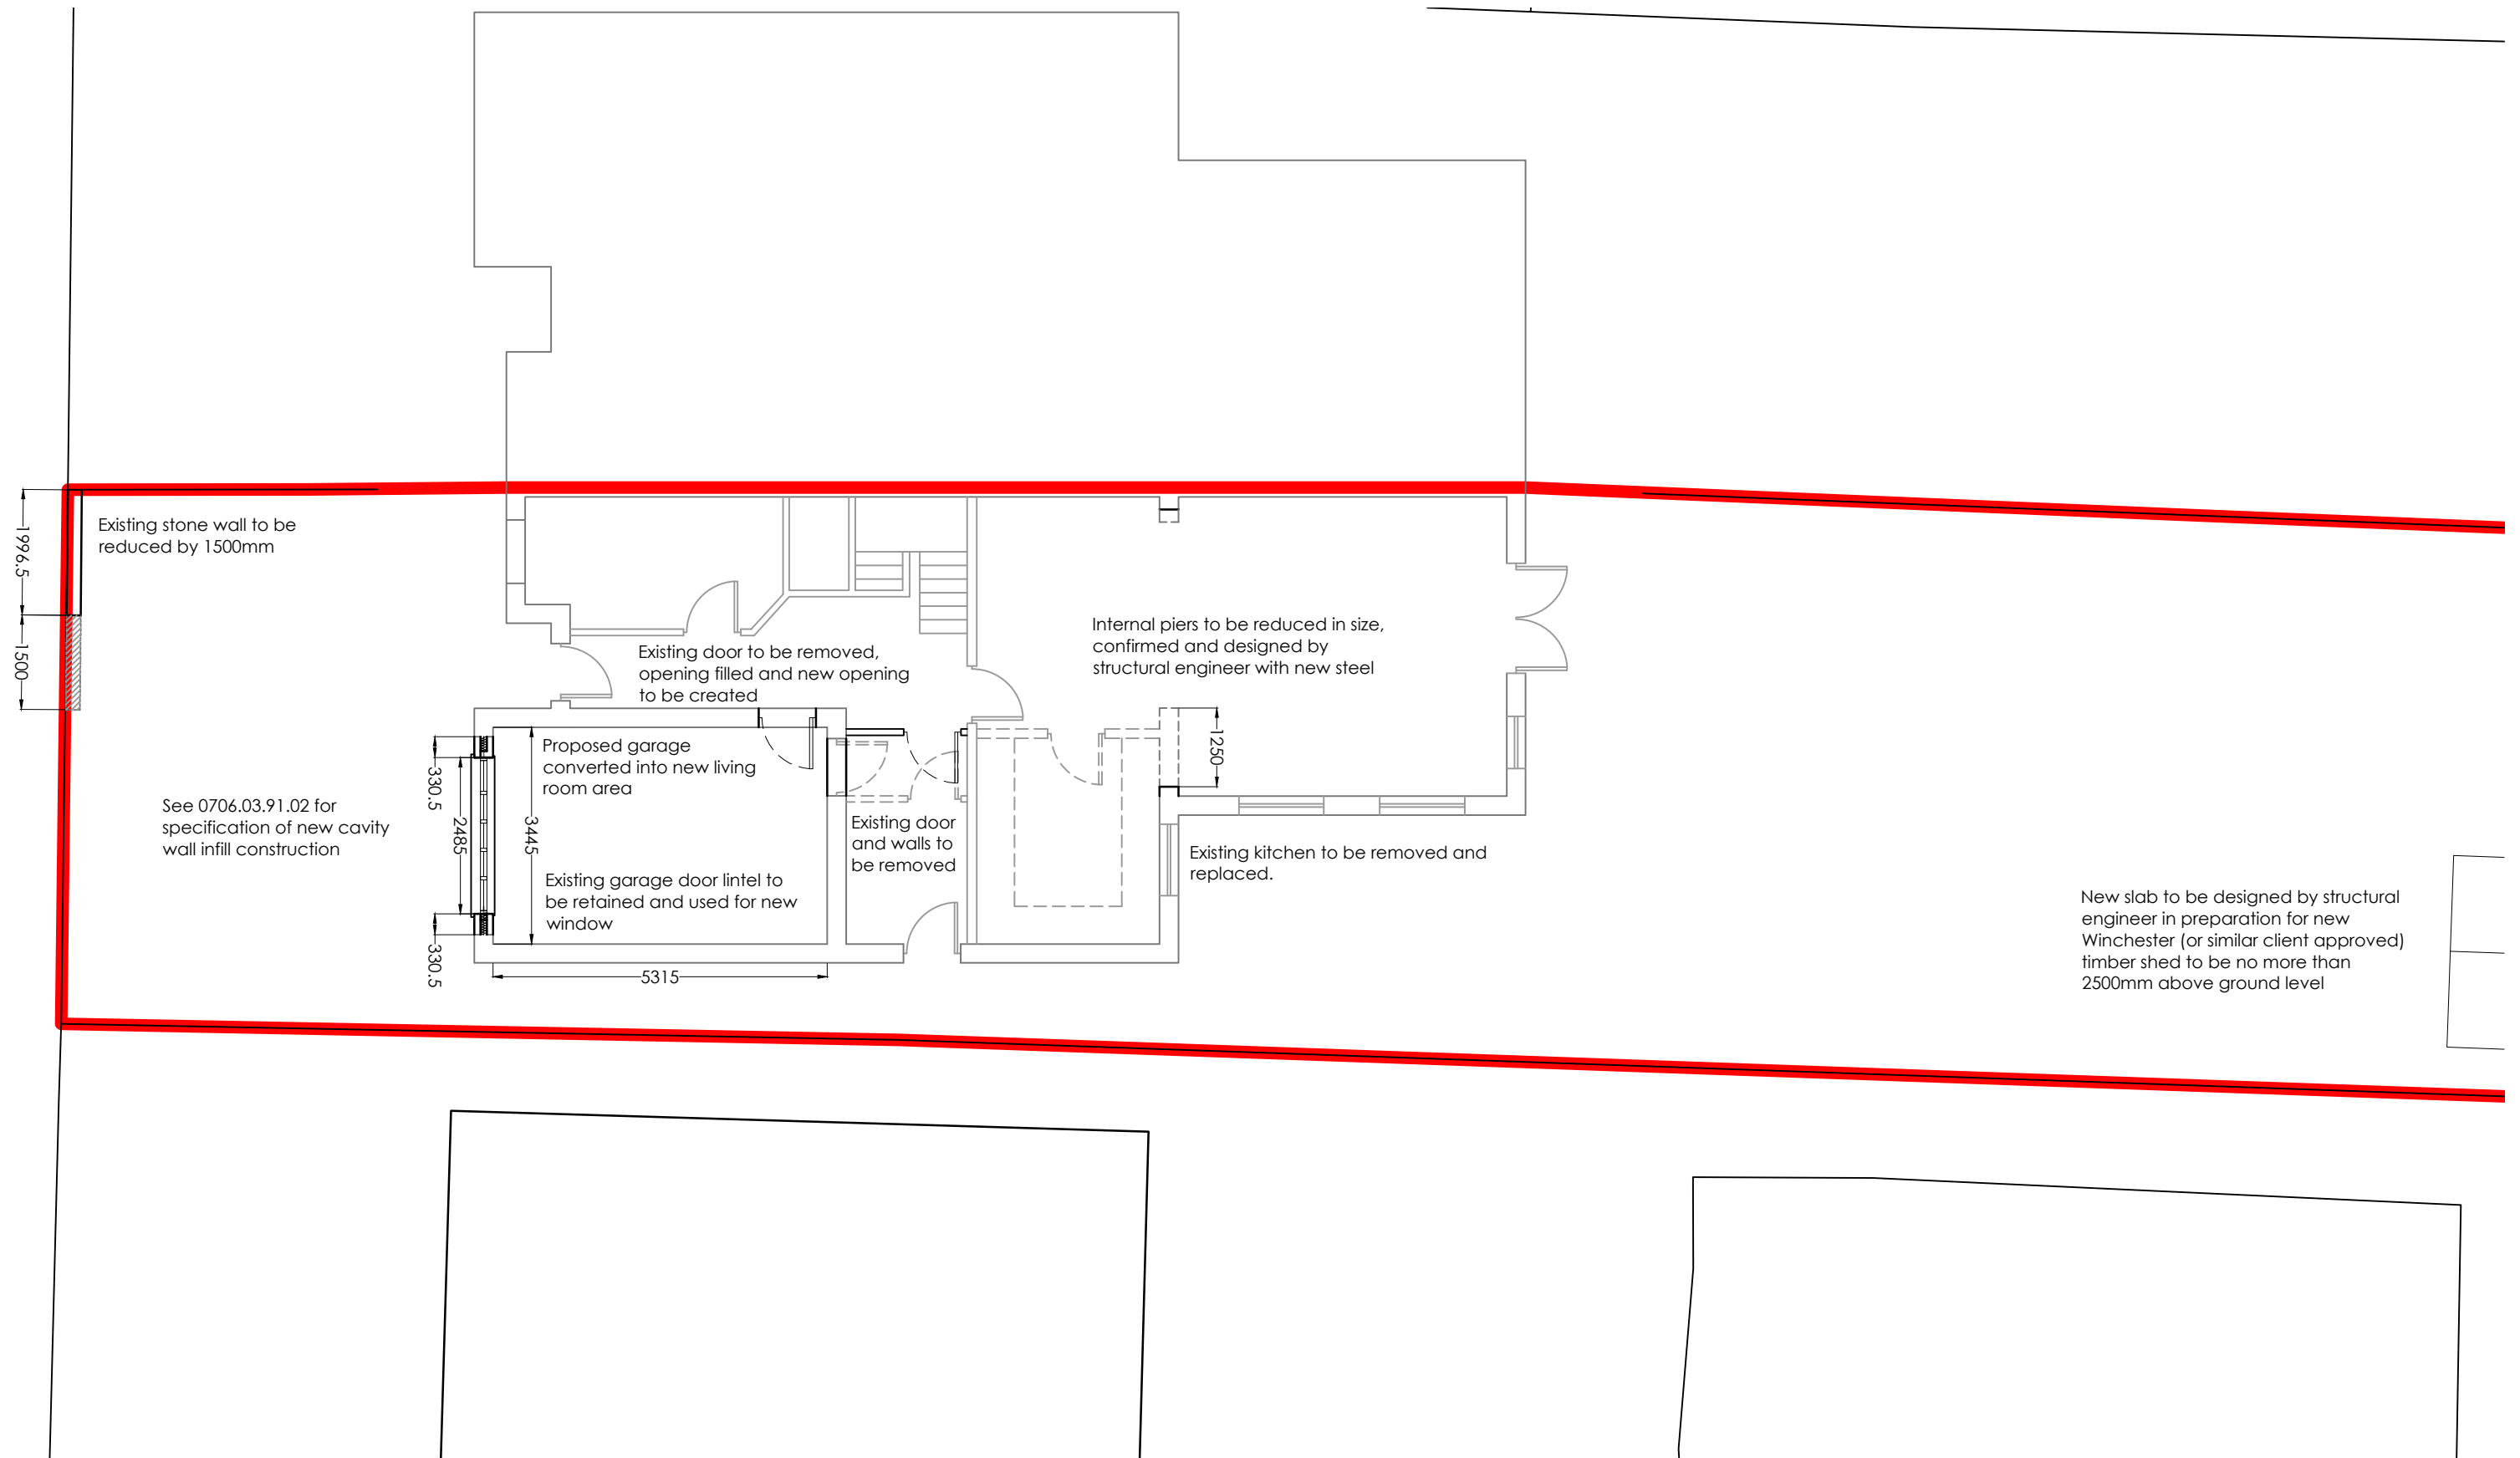 Existing stone wall to be
reduced by 1500mm
1996.5
1500
Internal piers to be reduced in size,
confirmed and designed by
structural engineer with new steel
Existing door to be removed,
opening filled and new opening
to be created
1250
Proposed garage
converted into new living
room area
330.5
2485
3445
330.5
See 0706.03.91.02 for
specification of new cavity
wall infill construction
Existing door
and walls to
be removed
Existing kitchen to be removed and
replaced.
Existing garage door lintel to
be retained and used for new
window
5315
New slab to be designed by structural
engineer in preparation for new
Winchester (or similar client approved)
timber shed to be no more than
2500mm above ground level